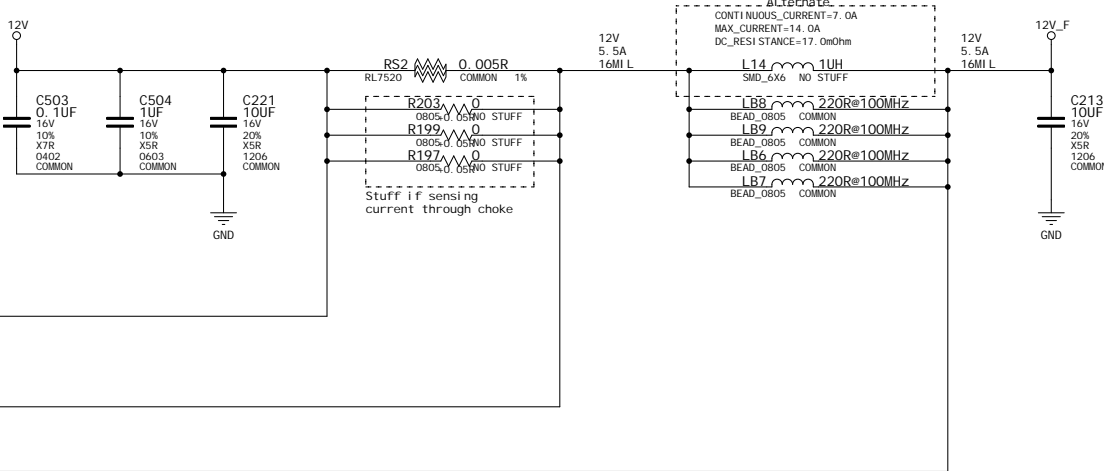 Alternate
CONTINUOUS_CURRENT=7.0A
MAX_CURRENT=14.0A
DC_RESISTANCE=17.0mOhm
12V
12V
5.5A
16MIL
12V
5.5A
16MIL
12V_F
RS2 0.005R
RL7520 COMMON 1%
L14 1UH
SMD_6X6 NO STUFF
C503
0.1UF
16V
10%
X7R
0402
COMMON
C504
1UF
16V
10%
X5R
0603
COMMON
C221
10UF
16V
20%
X5R
1206
COMMON
GND
R203 0
0805 +0.05R NO STUFF
R199 0
0805 +0.05R NO STUFF
R197 0
0805 +0.05R NO STUFF
Stuff if sensing
current through choke
LB8 220R@100MHz
BEAD_0805 COMMON
LB9 220R@100MHz
BEAD_0805 COMMON
LB6 220R@100MHz
BEAD_0805 COMMON
LB7 220R@100MHz
BEAD_0805 COMMON
C213
10UF
16V
20%
X5R
1206
COMMON
GND